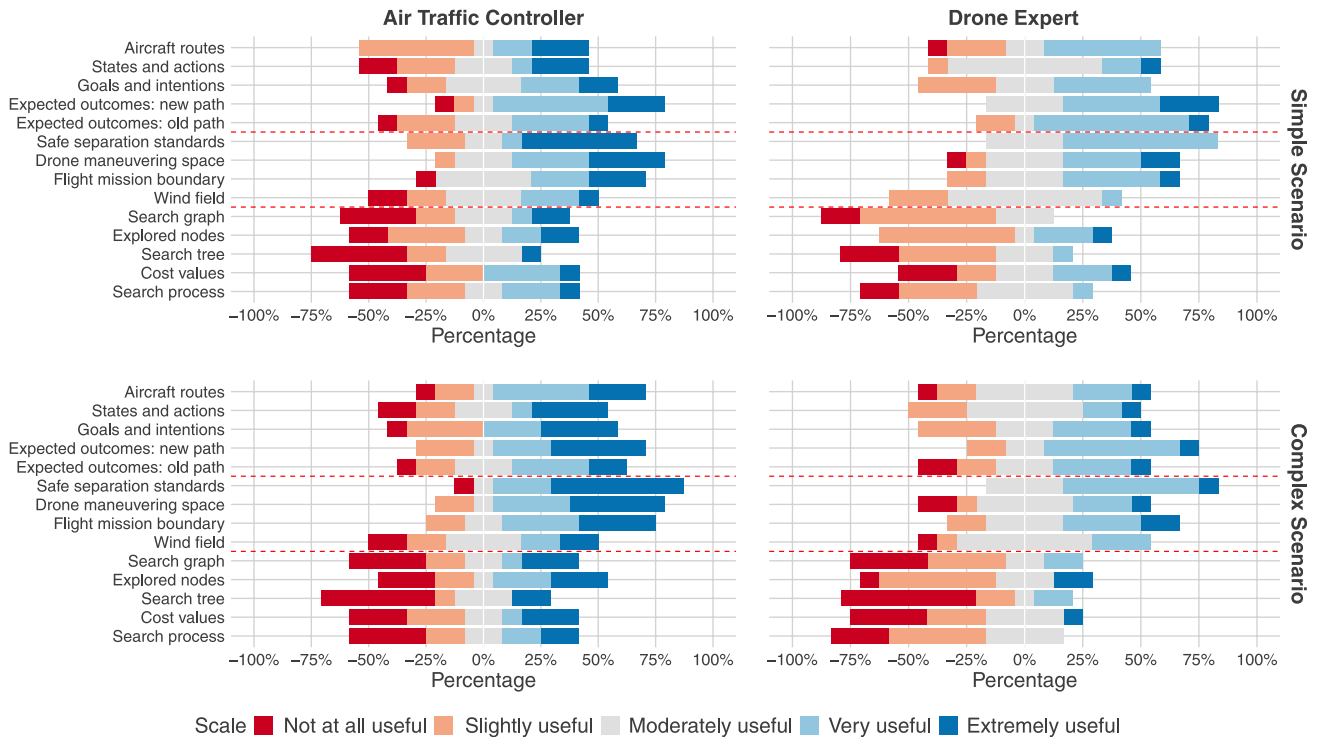 Air Traffic Controller
Drone Expert
Aircraft routes
States and actions
Goals and intentions
Expected outcomes: new path
Expected outcomes: old path
Safe separation standards
Drone maneuvering space
Flight mission boundary
Wind field
Search graph
Explored nodes
Search tree
Cost values
Search process
Simple Scenario
−100% −75% −50% −25% 0% 25% 50% 75% 100%
−100% −75% −50% −25% 0% 25% 50% 75% 100%
Percentage
Percentage
Aircraft routes
States and actions
Goals and intentions
Expected outcomes: new path
Expected outcomes: old path
Safe separation standards
Drone maneuvering space
Flight mission boundary
Wind field
Search graph
Explored nodes
Search tree
Cost values
Search process
Complex Scenario
−100% −75% −50% −25% 0% 25% 50% 75% 100%
−100% −75% −50% −25% 0% 25% 50% 75% 100%
Percentage
Percentage
Scale Not at all useful Slightly useful Moderately useful Very useful Extremely useful